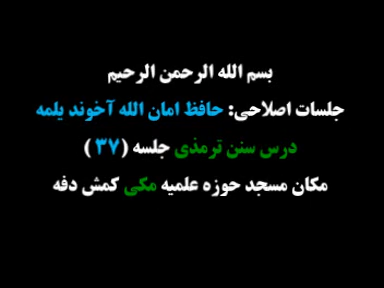 بسم الله الرحمن الرحیم
جلسات اصلاحی: حافظ امان الله آخوند یلمه
درس سنن ترمذی جلسه (۳۷)
مکان مسجد حوزه علمیه مکی کمش دفه